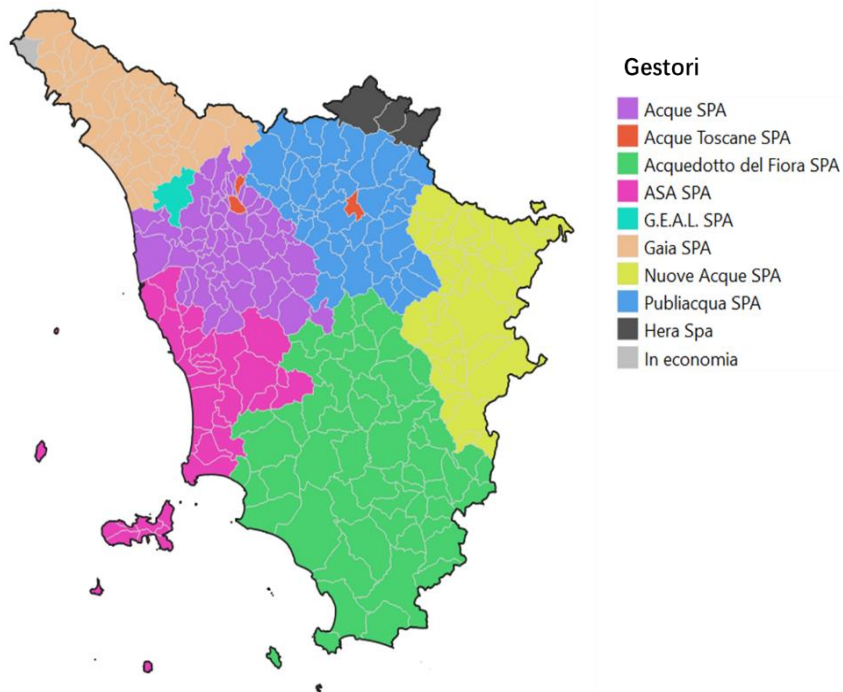 Gestori
Acque SPA
Acque Toscane SPA
Acquedotto del Fiora SPA
ASA SPA
G.E.A.L. SPA
Gaia SPA
Nuove Acque SPA
Publiacqua SPA
Hera Spa
In economia